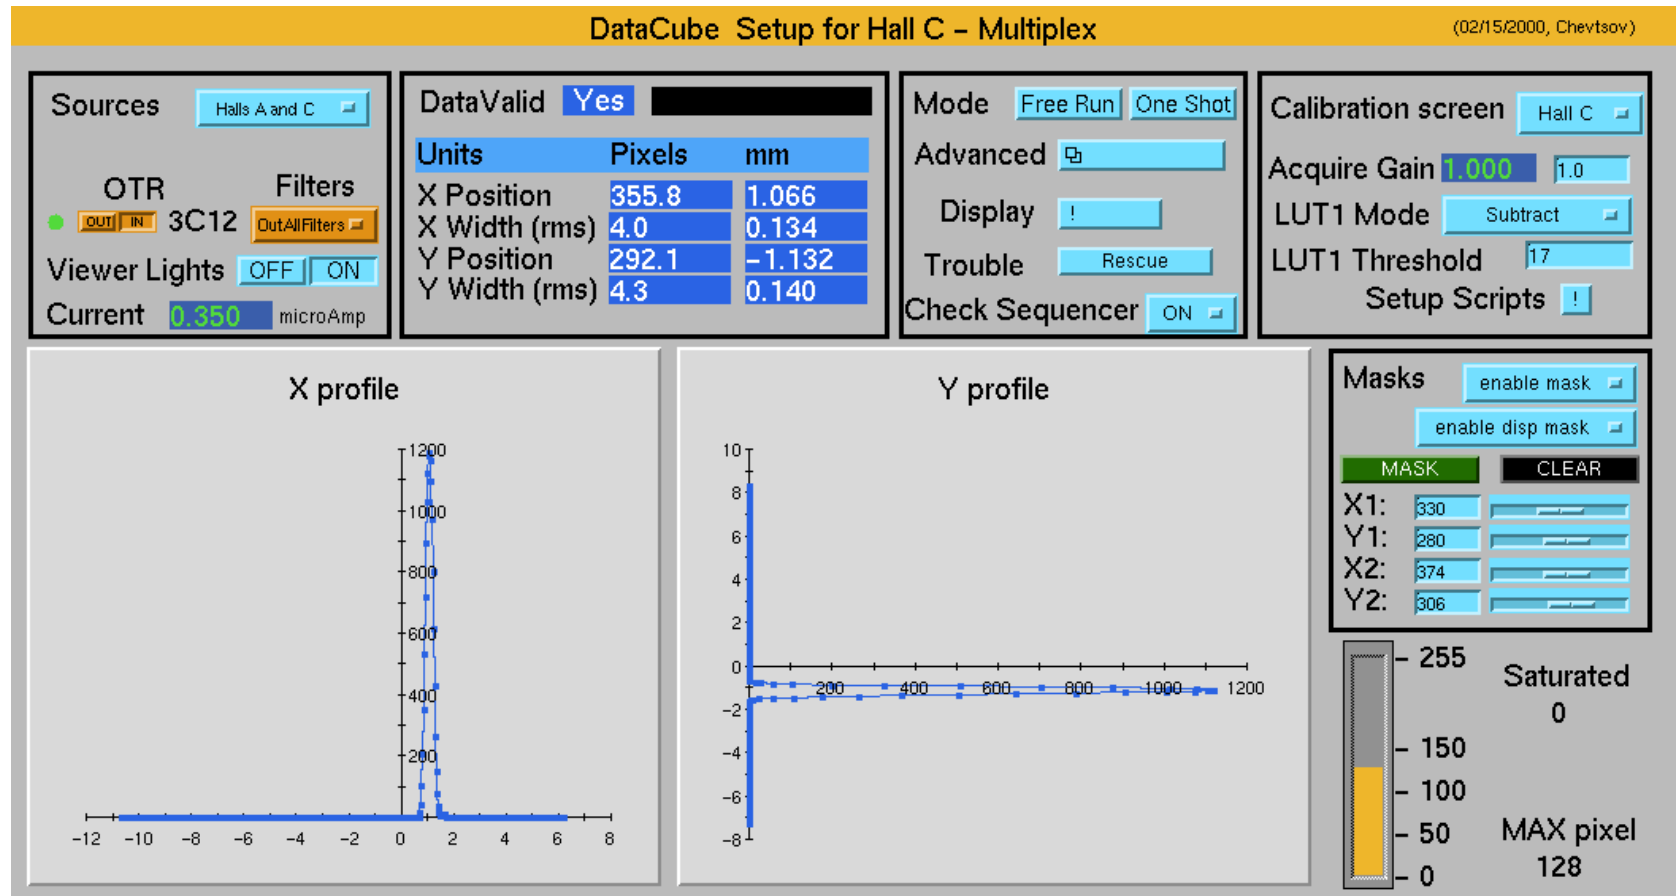 DataCube Setup for Hall C – Multiplex
(02/15/2000, Chevtsov)
Sources Halls A and C
OTR Filters
OUT IN 3C12 OutAllFilters
Viewer Lights OFF ON
Current 0.350 microAmp
DataValid Yes
Units Pixels mm
X Position 355.8 1.066
X Width (rms) 4.0 0.134
Y Position 292.1 –1.132
Y Width (rms) 4.3 0.140
Mode Free Run One Shot
Advanced
Display !
Trouble Rescue
Check Sequencer ON
Calibration screen Hall C
Acquire Gain 1.000 1.0
LUT1 Mode Subtract
LUT1 Threshold 17
Setup Scripts !
X profile
1200
1000
800
600
400
200
–12 –10 –8 –6 –4 –2 0 2 4 6 8
Y profile
10
8
6
4
2
0
200 400 600 800 1000 1200
–2
–4
–6
–8
Masks enable mask
enable disp mask
MASK CLEAR
X1: 330
Y1: 280
X2: 374
Y2: 306
255
150
100
50
0
Saturated
0
MAX pixel
128